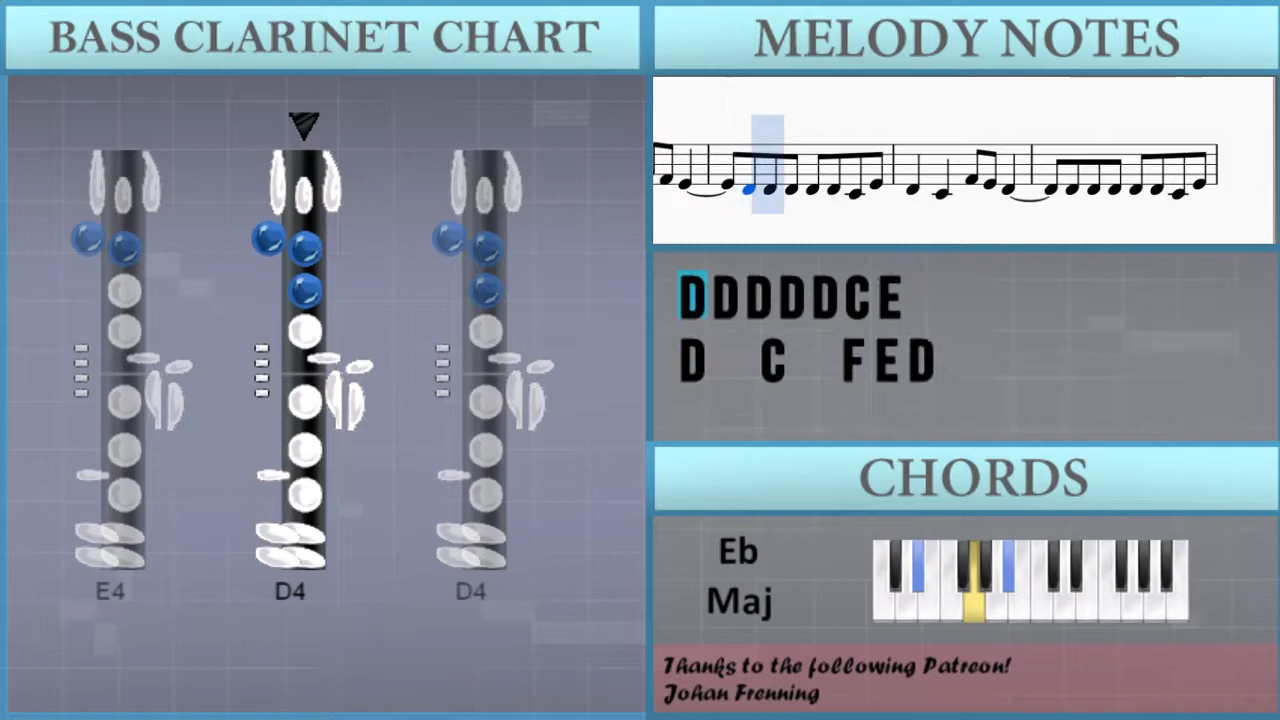 BASS CLARINET CHART
E4
D4
D4
MELODY NOTES
DDDDDCE
D C FED
CHORDS
Eb
Maj
Thanks to the following Patreon!
Johan Frenning